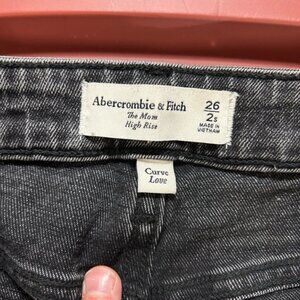 Abercrombie & Fitch
The Mom
High Rise
26
2s
MADE IN
VIETNAM
Curve
Love